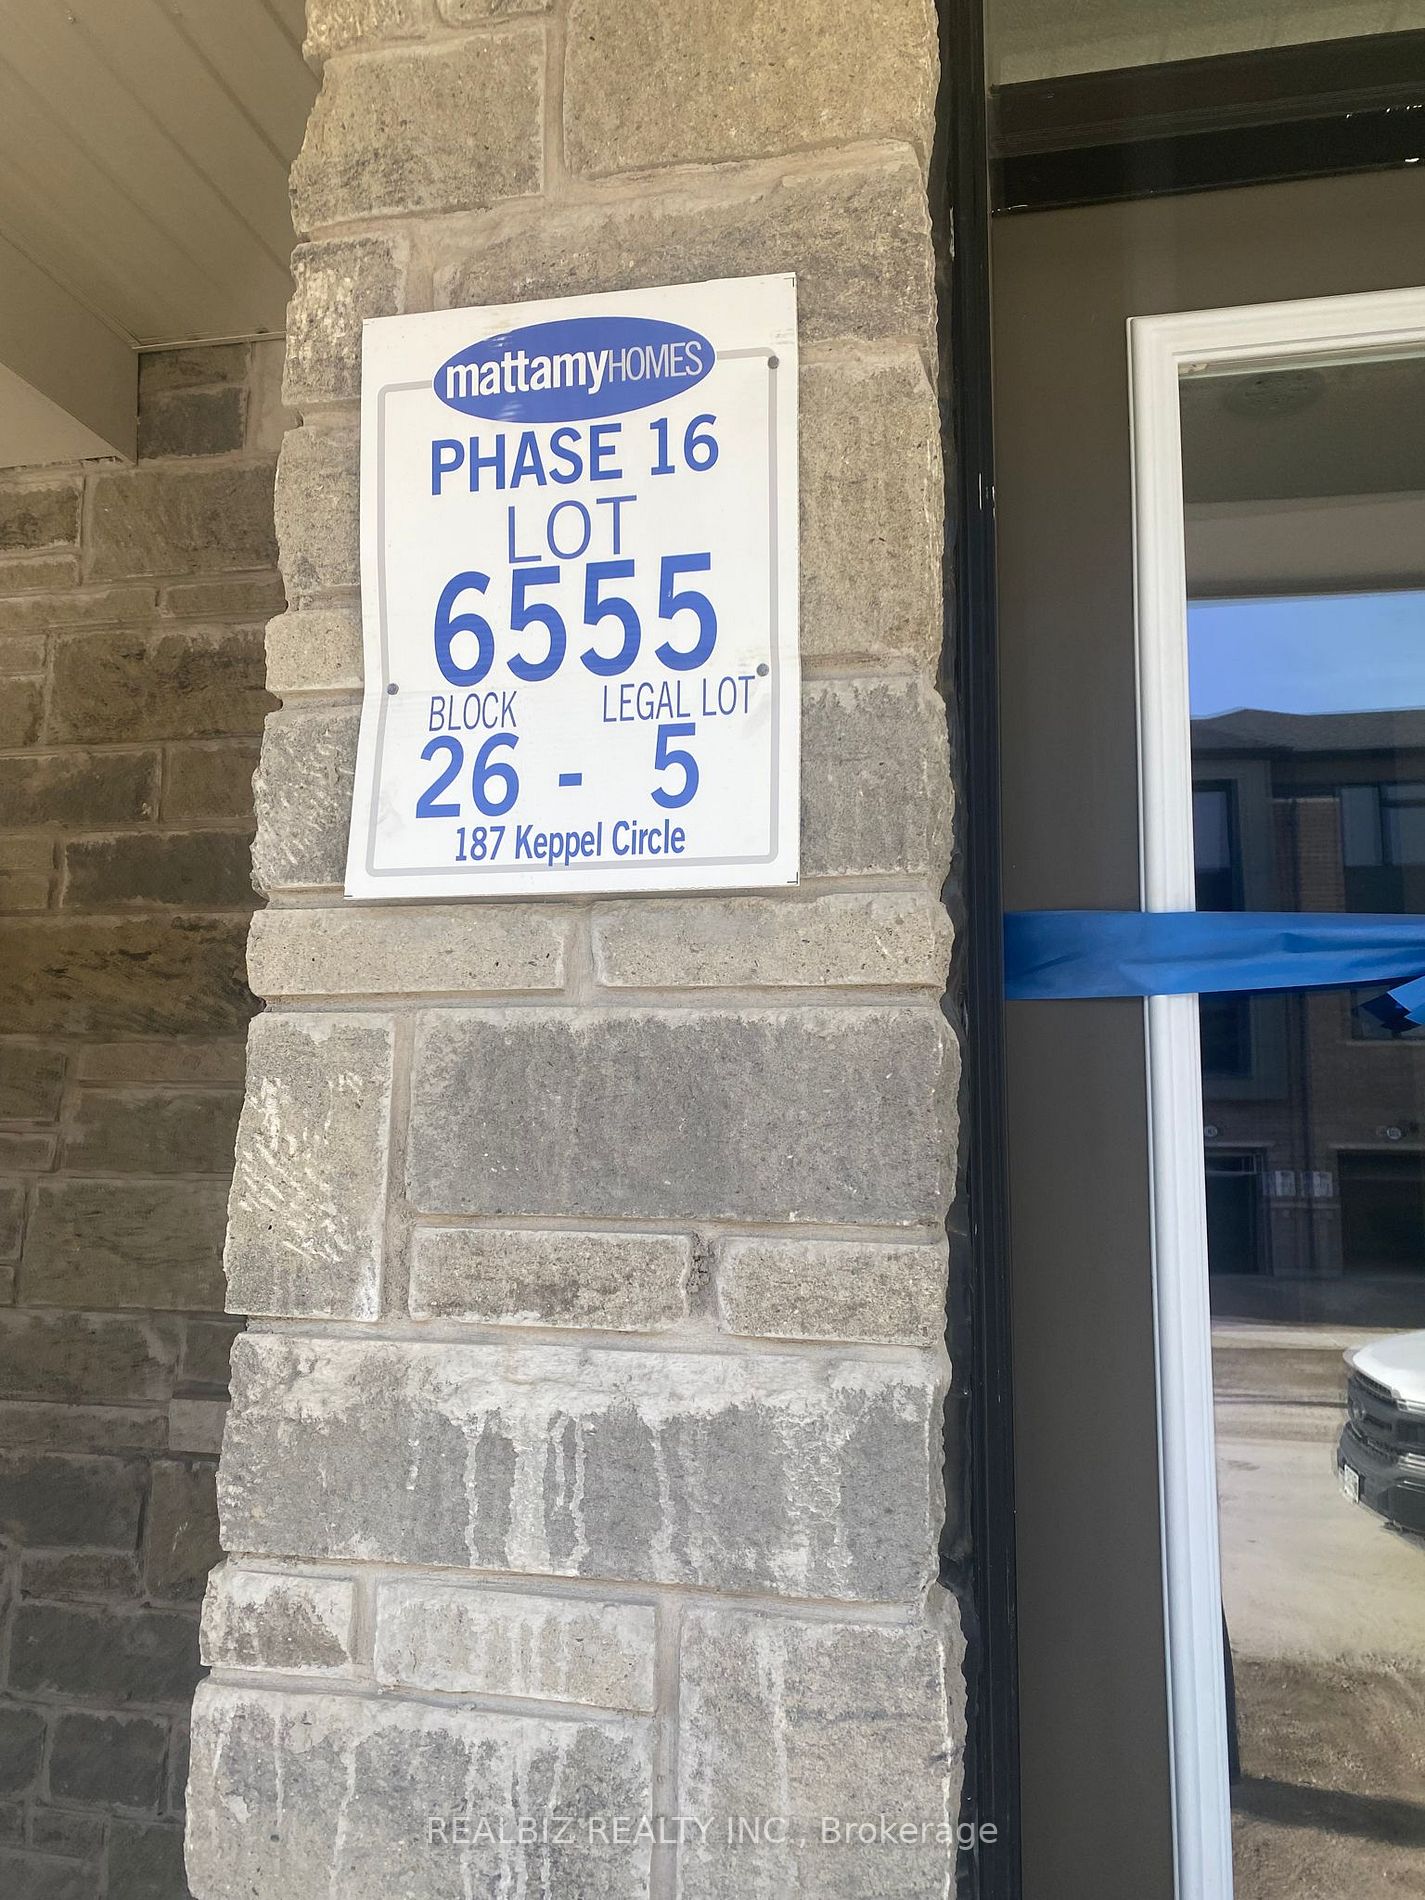 mattamyHOMES
PHASE 16
LOT
6555
BLOCK LEGAL LOT
26 - 5
187 Keppel Circle
REALBIZ REALTY INC., Brokerage